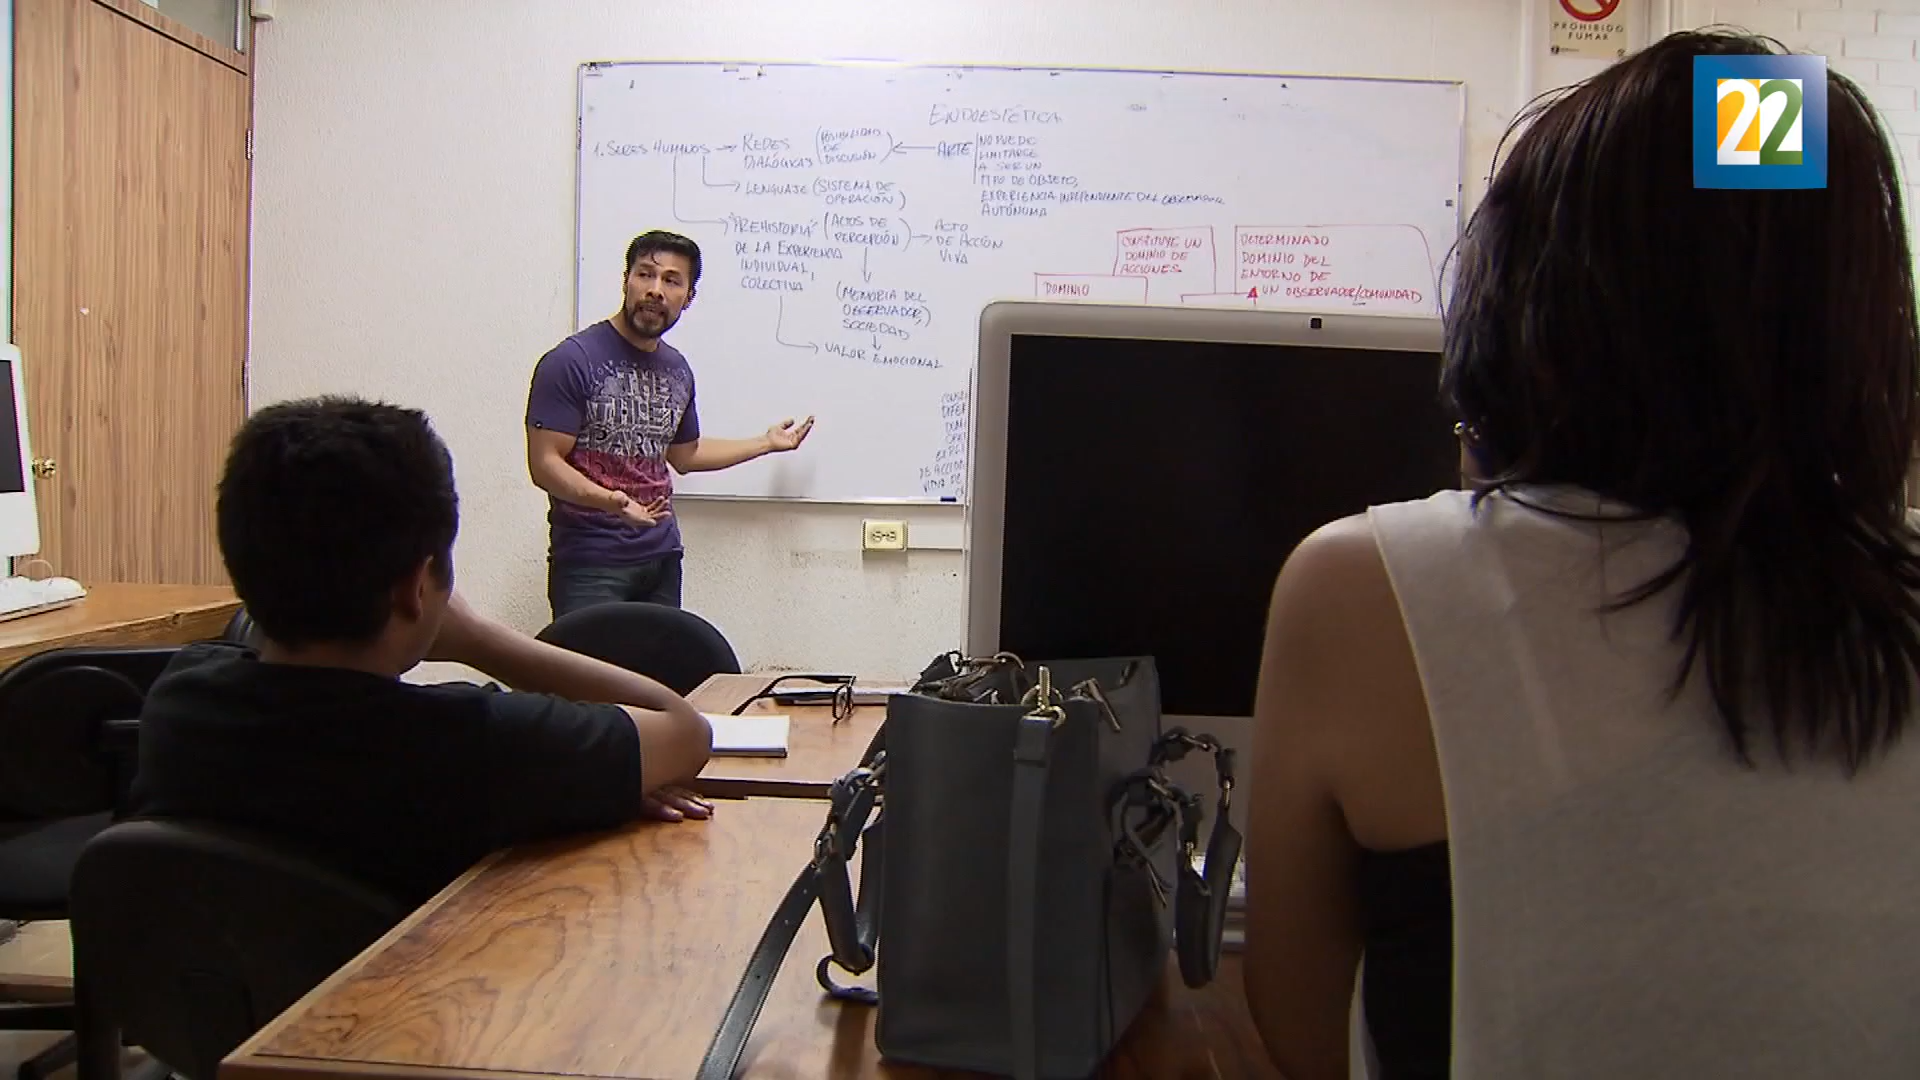 PROHIBIDO
FUMAR
22
ENDOESTÉTICA
1. SERES HUMANOS → REDES
DIALÓGICAS
(POSIBILIDAD
DE
DISCUSIÓN)
ARTE
NO PUEDE
LIMITARSE
A SER UN
TIPO DE OBJETO,
EXPERIENCIA INDEPENDIENTE DEL OBSERVADOR
AUTÓNOMA
LENGUAJE (SISTEMA DE
OPERACIÓN)
"PREHISTORIA"
DE LA EXPERIENCIA
INDIVIDUAL,
COLECTIVA
(ACTOS DE
PERCEPCIÓN)
ACTO
DE ACCIÓN
VIVA
(MEMORIA DEL
OBSERVADOR,
SOCIEDAD)
VALOR EMOCIONAL
CONSTITUYE UN
DOMINIO DE
ACCIONES
DETERMINADO
DOMINIO DEL
ENTORNO DE
UN OBSERVADOR/COMUNIDAD
DOMINIO
DE ACCIÓN
THE